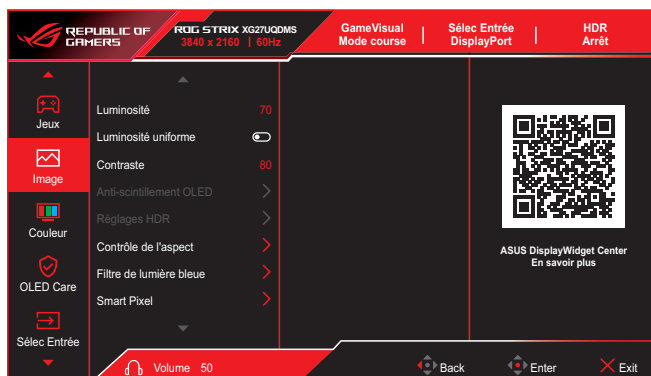 REPUBLIC OF
GAMERS
ROG STRIX XG27UQDMS
3840 x 2160 | 60Hz
GameVisual
Mode course
Sélec Entrée
DisplayPort
HDR
Arrêt
Jeux
Image
Couleur
OLED Care
Sélec Entrée
Luminosité 70
Luminosité uniforme
Contraste 80
Anti-scintillement OLED
Réglages HDR
Contrôle de l'aspect
Filtre de lumière bleue
Smart Pixel
ASUS DisplayWidget Center
En savoir plus
Volume 50
Back
Enter
Exit